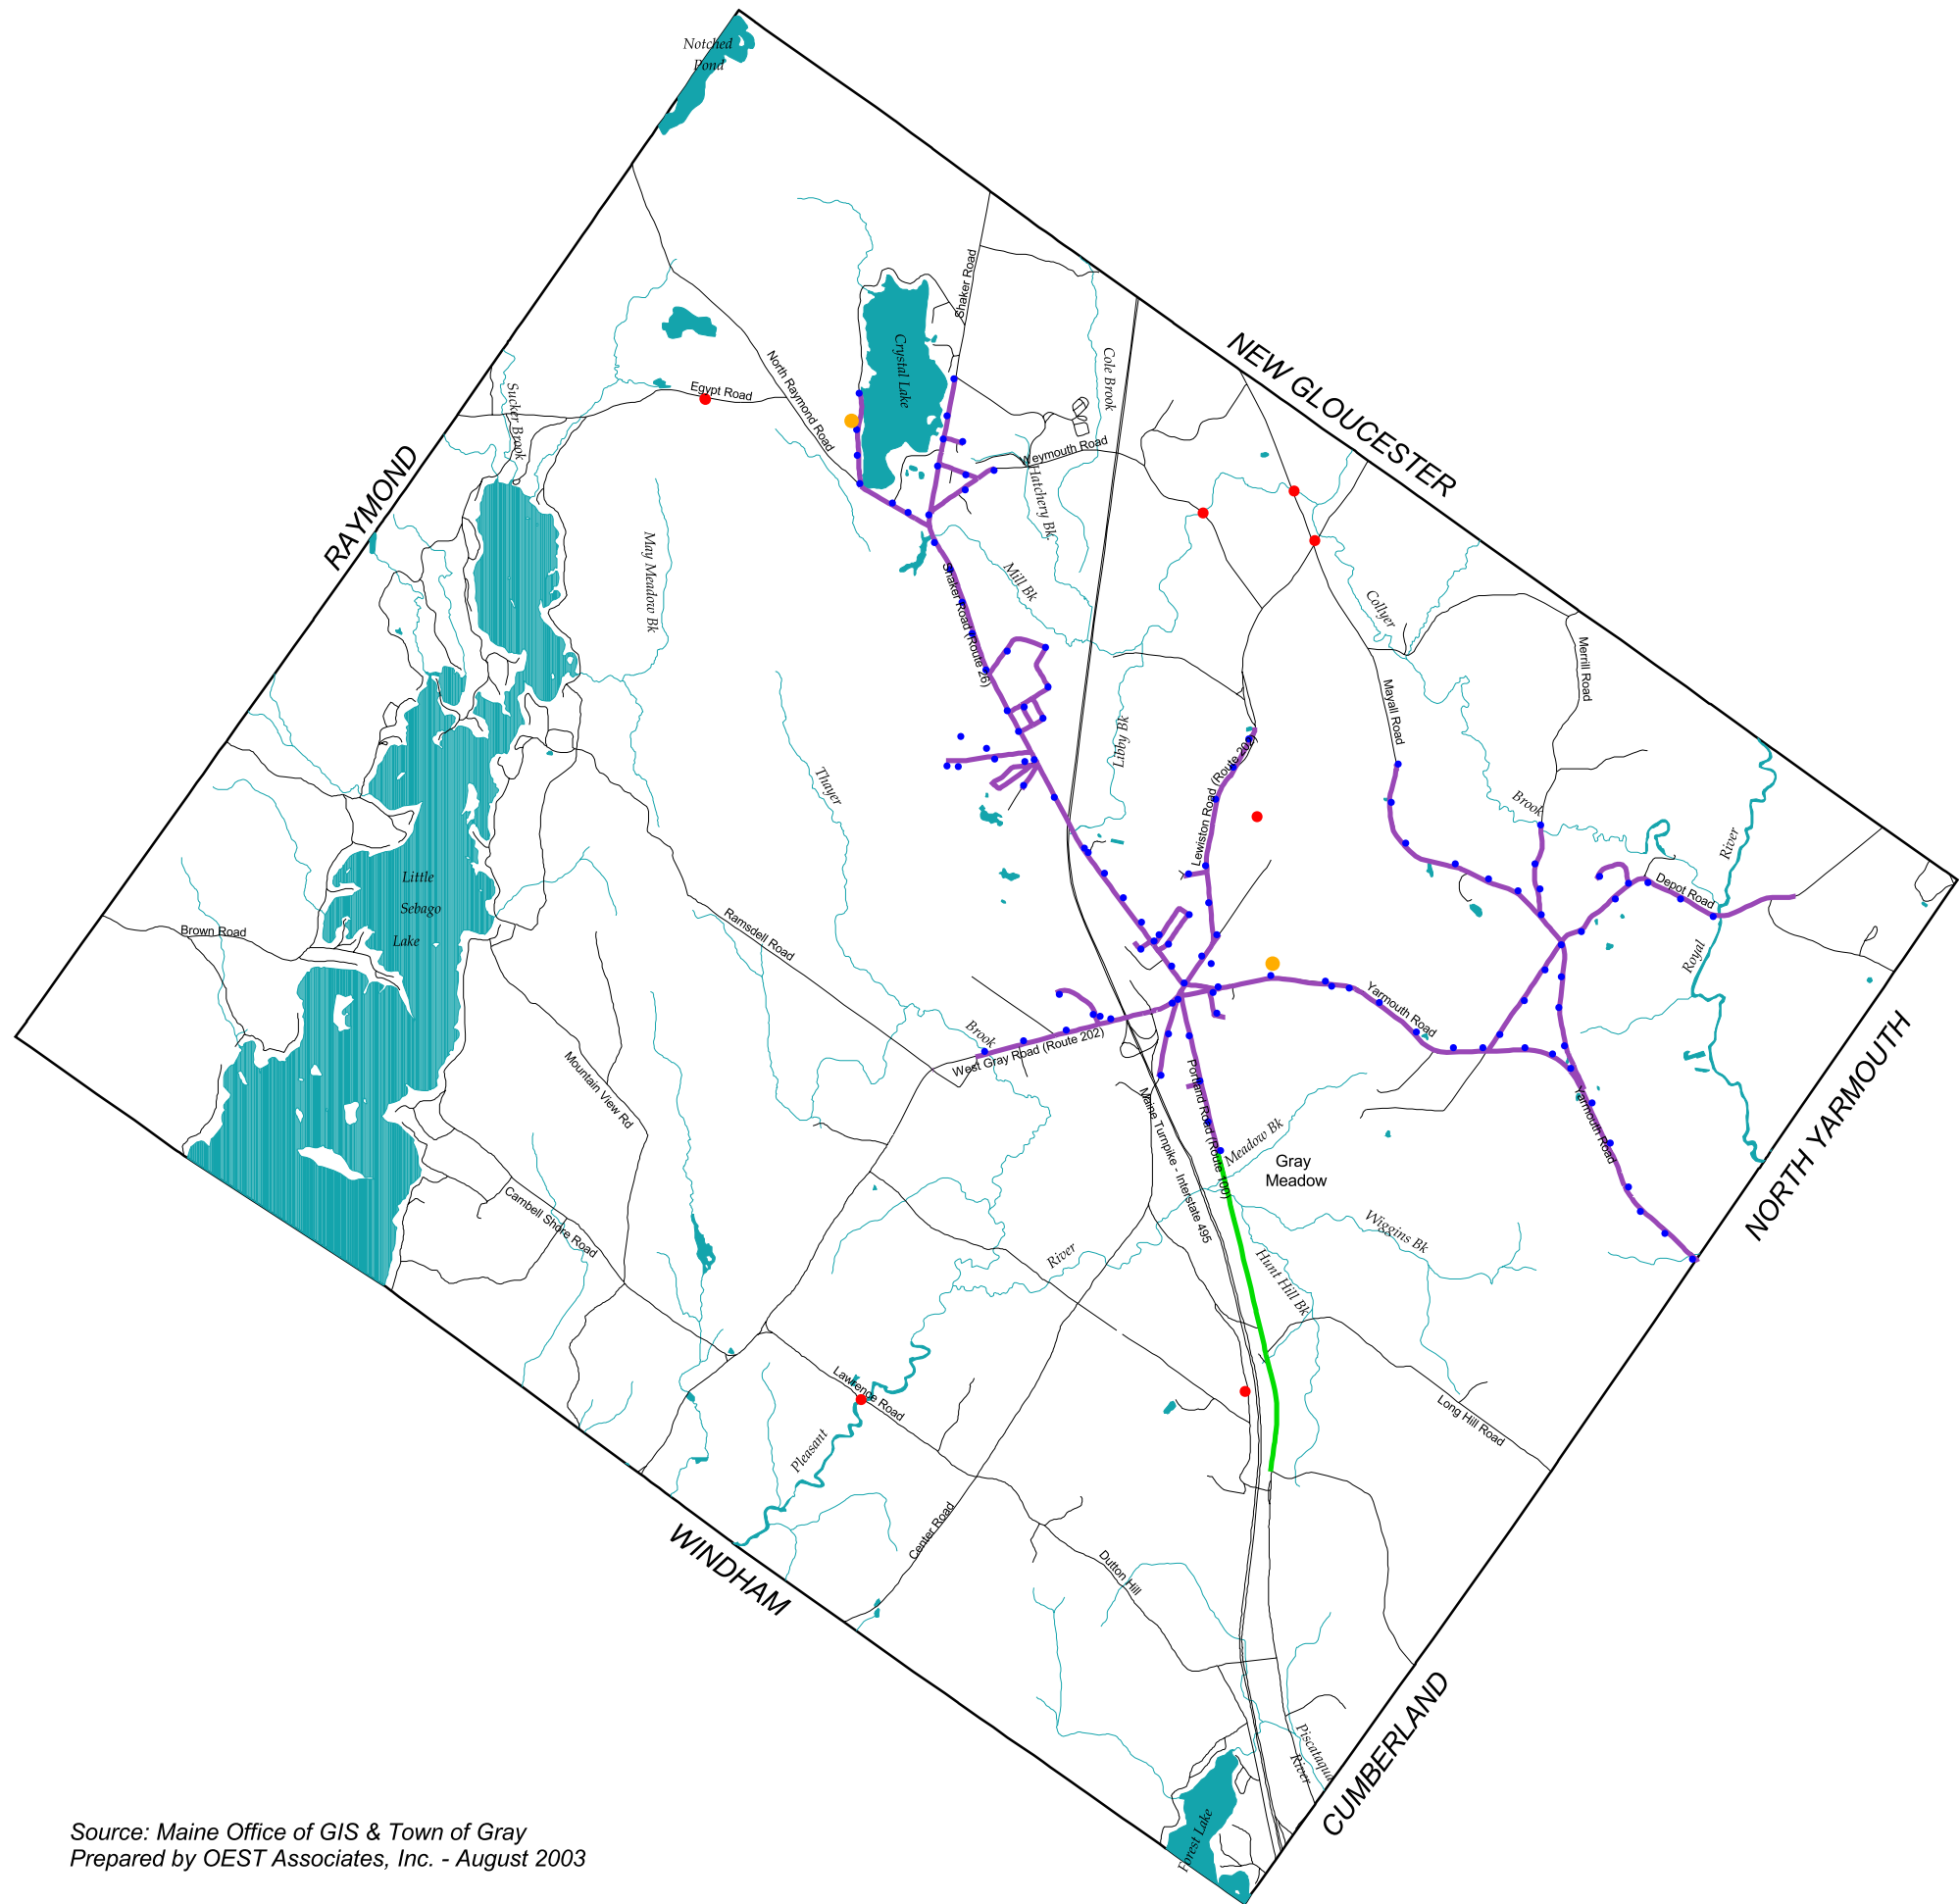 Notched
Pond
Shaker Road
NEW GLOUCESTER
Crystal Lake
Cole Brook
North Raymond Road
Egypt Road
Sucker Brook
RAYMOND
Weymouth Road
Hatchery Bk
May Meadow Bk
Mill Bk
Shaker Road (Route 26)
Collyer
Merrill Road
Mayall Road
Libby Bk
Lewiston Road (Route 202)
Thayer
Brook
River
Little
Sebago
Lake
Depot Road
Brown Road
Ramsdell Road
Royal
Yarmouth Road
Brook
West Gray Road (Route 202)
Mountain View Rd
Maine Turnpike - Interstate 495
Portland Road (Route 100)
Yarmouth Road
NORTH YARMOUTH
Meadow Bk
Gray
Meadow
Cambell Shore Road
River
Wiggins Bk
Hunt Hill Bk
Lawrence Road
Long Hill Road
Pleasant
Center Road
WINDHAM
Dutton Hill
Piscataqua
River
CUMBERLAND
Forest Lake
Source: Maine Office of GIS & Town of Gray
Prepared by OEST Associates, Inc. - August 2003